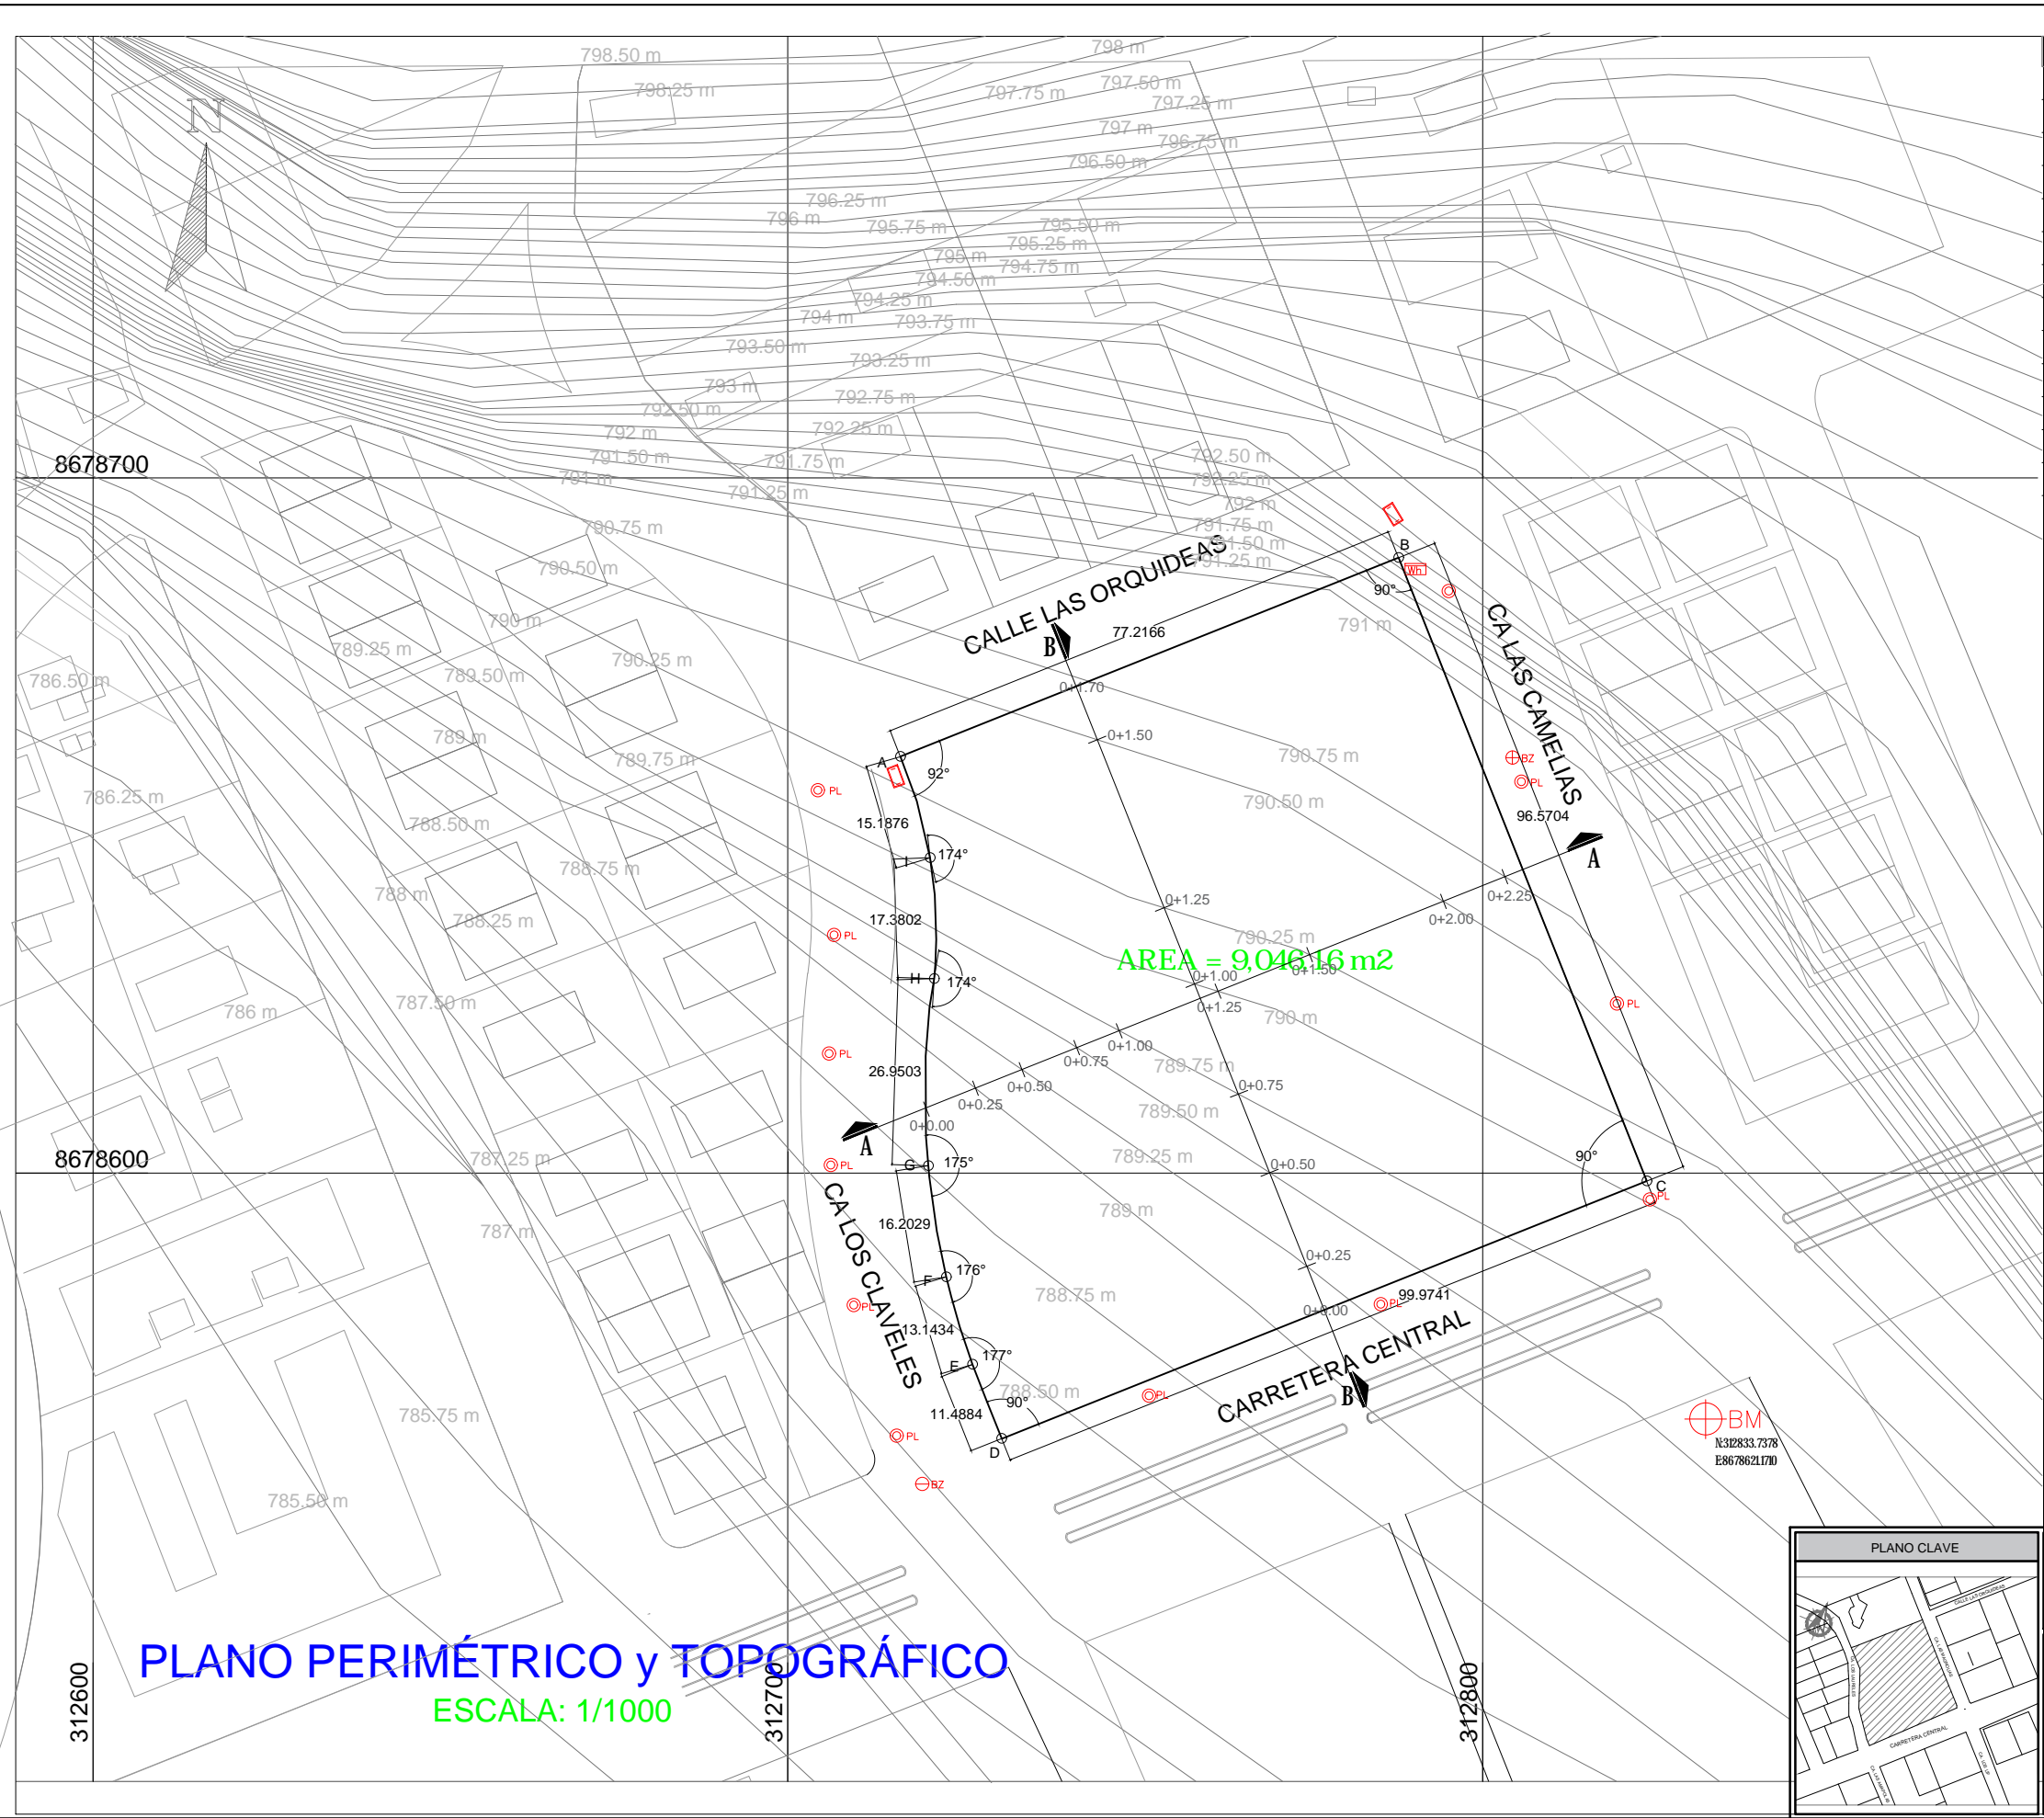 798.50 m
798 m
798.25 m
797.75 m
797.50 m
797.25 m
N
797 m
796.75 m
796.50 m
796.25 m
796 m
795.75 m
795.50 m
795.25 m
795 m
794.75 m
794.50 m
794.25 m
794 m
793.75 m
793.50 m
793.25 m
793 m
792.75 m
792.50 m
792.25 m
792 m
791.50 m
791.75 m
791 m
791.25 m
792.50 m
792.25 m
792 m
791.75 m
791.50 m
791.25 m
8678700
790.75 m
790.50 m
790 m
789.25 m
790.25 m
789.50 m
786.50 m
789 m
789.75 m
786.25 m
788.50 m
788.75 m
788 m
788.25 m
787.50 m
786 m
CALLE LAS ORQUIDEAS
77.2166
B
0+1.70
0+1.50
B
Wh
90°
791 m
CA LAS CAMELIAS
A
92°
PL
790.75 m
790.50 m
BZ
PL
96.5704
A
15.1876
I
174°
0+2.25
0+2.00
0+1.25
17.3802
PL
790.25 m
AREA = 9,046.16 m2
0+1.50
0+1.00
0+1.25
H
174°
PL
790 m
0+1.00
0+0.75
789.75 m
PL
26.9503
0+0.50
0+0.75
0+0.25
789.50 m
0+0.00
A
8678600
787.25 m
PL
G
175°
789.25 m
0+0.50
90°
C
PL
CA LOS CLAVELES
789 m
787 m
16.2029
0+0.25
F
176°
788.75 m
PL
0+0.00
PL
99.9741
13.1434
E
177°
CARRETERA CENTRAL
788.50 m
90°
PL
B
785.75 m
11.4884
PL
D
BM
N:312833.7378
BZ
785.50 m
PLANO CLAVE
CALLE LAS ORQUIDEAS
CARRETERA CENTRAL
PLANO PERIMÉTRICO y TOPOGRÁFICO
ESCALA: 1/1000
312600
312700
312800